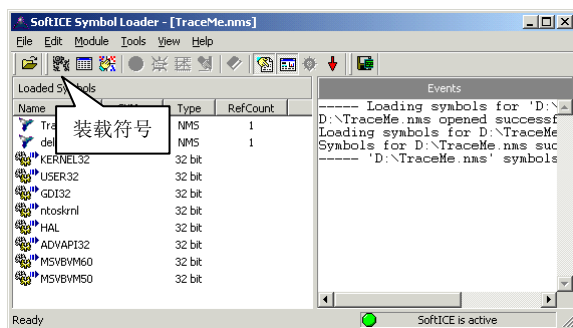 SoftICE Symbol Loader - [TraceMe.nms]
File Edit Module Tools View Help
Loaded Symbols
Events
Name Type RefCount
装载符号
NMS 1
NMS 1
KERNEL32 32 bit
USER32 32 bit
GDI32 32 bit
ntoskrnl 32 bit
HAL 32 bit
ADVAPI32 32 bit
MSVBVM60 32 bit
MSVBVM50 32 bit
----- Loading symbols for 'D:\
D:\TraceMe.nms opened successf
Loading symbols for D:\TraceMe
Symbols for D:\TraceMe.nms suc
----- 'D:\TraceMe.nms' symbols
Ready
SoftICE is active